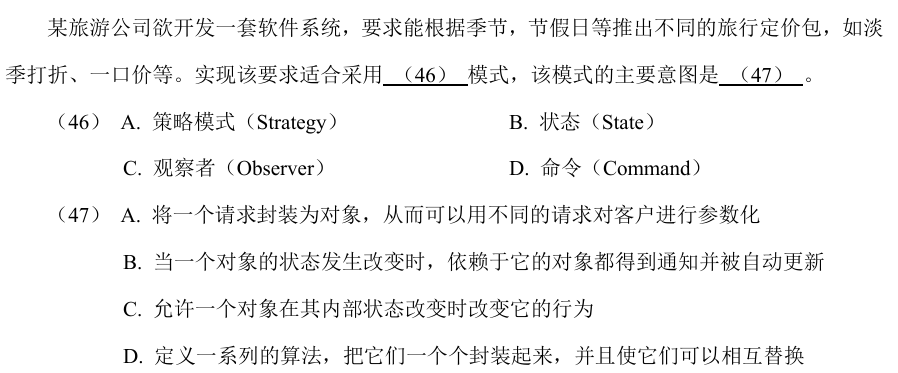 某旅游公司欲开发一套软件系统，要求能根据季节，节假日等推出不同的旅行定价包，如淡
季打折、一口价等。实现该要求适合采用 （46） 模式，该模式的主要意图是 （47） 。
（46） A. 策略模式（Strategy） B. 状态（State）
C. 观察者（Observer） D. 命令（Command）
（47） A. 将一个请求封装为对象，从而可以用不同的请求对客户进行参数化
B. 当一个对象的状态发生改变时，依赖于它的对象都得到通知并被自动更新
C. 允许一个对象在其内部状态改变时改变它的行为
D. 定义一系列的算法，把它们一个个封装起来，并且使它们可以相互替换